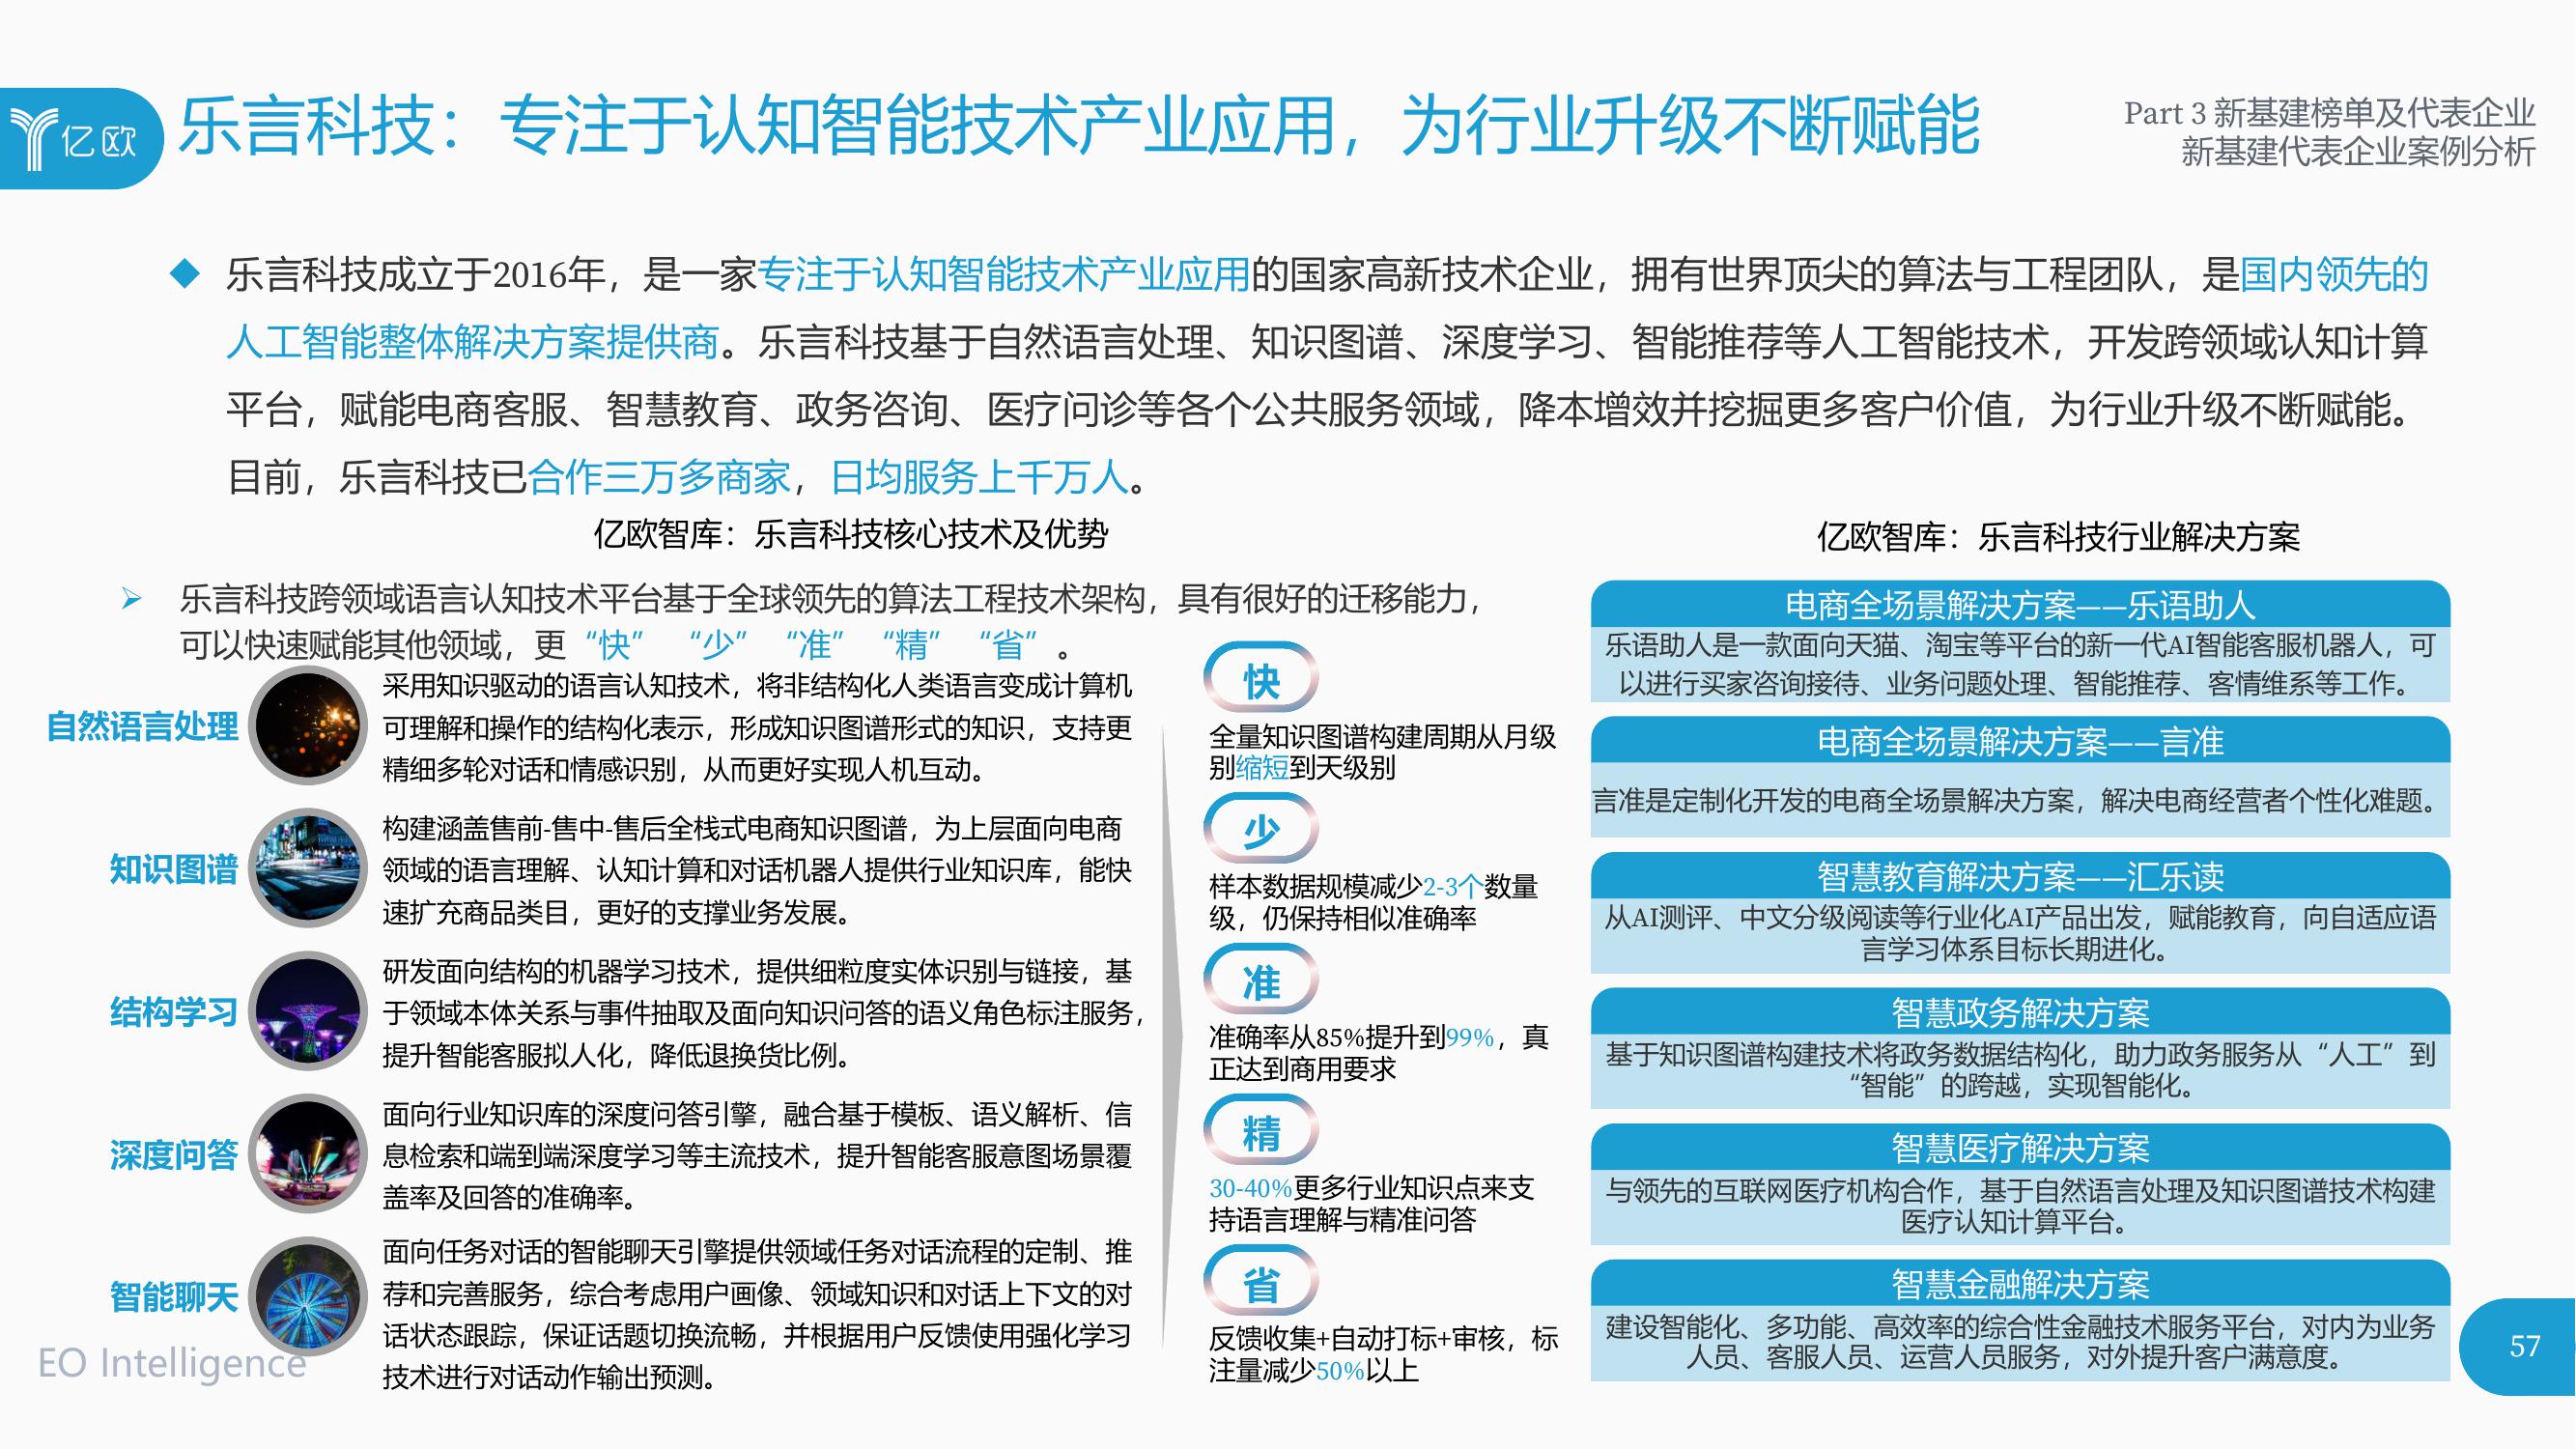 亿欧
乐言科技：专注于认知智能技术产业应用，为行业升级不断赋能
Part 3 新基建榜单及代表企业
新基建代表企业案例分析
乐言科技成立于2016年，是一家专注于认知智能技术产业应用的国家高新技术企业，拥有世界顶尖的算法与工程团队，是国内领先的
人工智能整体解决方案提供商。乐言科技基于自然语言处理、知识图谱、深度学习、智能推荐等人工智能技术，开发跨领域认知计算
平台，赋能电商客服、智慧教育、政务咨询、医疗问诊等各个公共服务领域，降本增效并挖掘更多客户价值，为行业升级不断赋能。
目前，乐言科技已合作三万多商家，日均服务上千万人。
亿欧智库：乐言科技核心技术及优势
乐言科技跨领域语言认知技术平台基于全球领先的算法工程技术架构，具有很好的迁移能力，
可以快速赋能其他领域，更“快” “少” “准” “精” “省”。
自然语言处理
采用知识驱动的语言认知技术，将非结构化人类语言变成计算机
可理解和操作的结构化表示，形成知识图谱形式的知识，支持更
精细多轮对话和情感识别，从而更好实现人机互动。
知识图谱
构建涵盖售前-售中-售后全栈式电商知识图谱，为上层面向电商
领域的语言理解、认知计算和对话机器人提供行业知识库，能快
速扩充商品类目，更好的支撑业务发展。
结构学习
研发面向结构的机器学习技术，提供细粒度实体识别与链接，基
于领域本体关系与事件抽取及面向知识问答的语义角色标注服务，
提升智能客服拟人化，降低退换货比例。
深度问答
面向行业知识库的深度问答引擎，融合基于模板、语义解析、信
息检索和端到端深度学习等主流技术，提升智能客服意图场景覆
盖率及回答的准确率。
智能聊天
面向任务对话的智能聊天引擎提供领域任务对话流程的定制、推
荐和完善服务，综合考虑用户画像、领域知识和对话上下文的对
话状态跟踪，保证话题切换流畅，并根据用户反馈使用强化学习
技术进行对话动作输出预测。
快
全量知识图谱构建周期从月级
别缩短到天级别
少
样本数据规模减少2-3个数量
级，仍保持相似准确率
准
准确率从85%提升到99%，真
正达到商用要求
精
30-40%更多行业知识点来支
持语言理解与精准问答
省
反馈收集+自动打标+审核，标
注量减少50%以上
亿欧智库：乐言科技行业解决方案
电商全场景解决方案——乐语助人
乐语助人是一款面向天猫、淘宝等平台的新一代AI智能客服机器人，可
以进行买家咨询接待、业务问题处理、智能推荐、客情维系等工作。
电商全场景解决方案——言准
言准是定制化开发的电商全场景解决方案，解决电商经营者个性化难题。
智慧教育解决方案——汇乐读
从AI测评、中文分级阅读等行业化AI产品出发，赋能教育，向自适应语
言学习体系目标长期进化。
智慧政务解决方案
基于知识图谱构建技术将政务数据结构化，助力政务服务从“人工”到
“智能”的跨越，实现智能化。
智慧医疗解决方案
与领先的互联网医疗机构合作，基于自然语言处理及知识图谱技术构建
医疗认知计算平台。
智慧金融解决方案
建设智能化、多功能、高效率的综合性金融技术服务平台，对内为业务
人员、客服人员、运营人员服务，对外提升客户满意度。
EO Intelligence
57